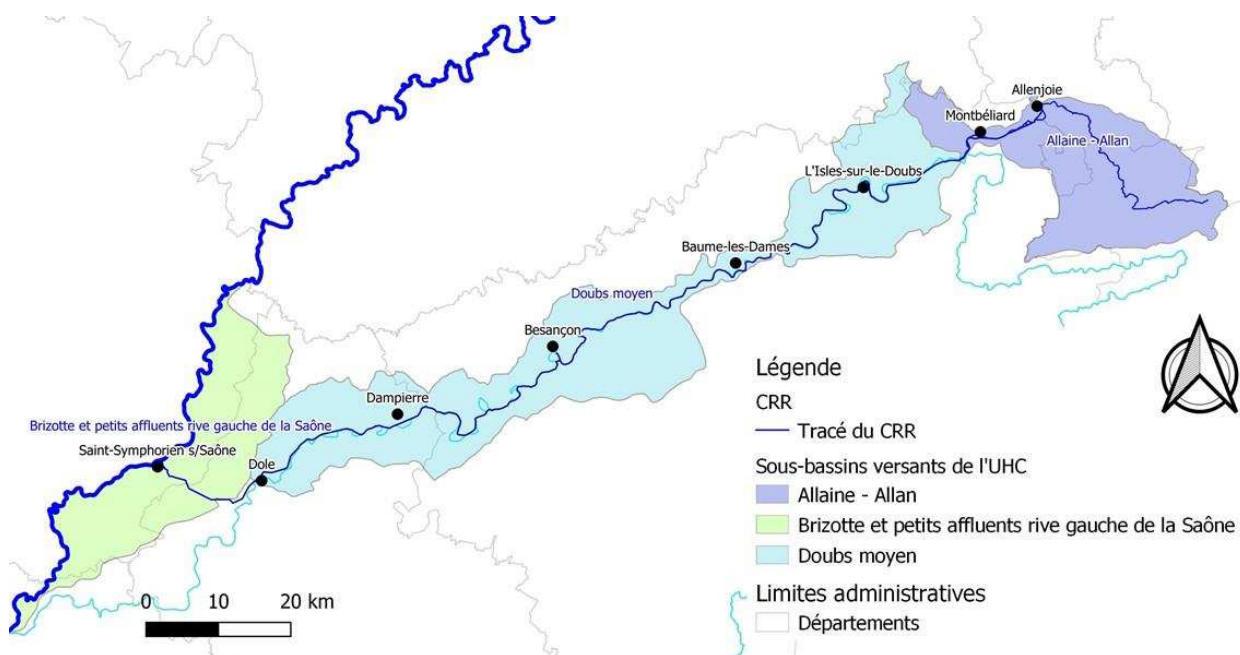 Allenjoie
Montbéliard
Allaine - Allan
L'Isles-sur-le-Doubs
Baume-les-Dames
Doubs moyen
Besançon
Dampierre
Brizotte et petits affluents rive gauche de la Saône
Saint-Symphorien s/Saône
Dole
0 10 20 km
Légende
CRR
Tracé du CRR
Sous-bassins versants de l'UHC
Allaine - Allan
Brizotte et petits affluents rive gauche de la Saône
Doubs moyen
Limites administratives
Départements